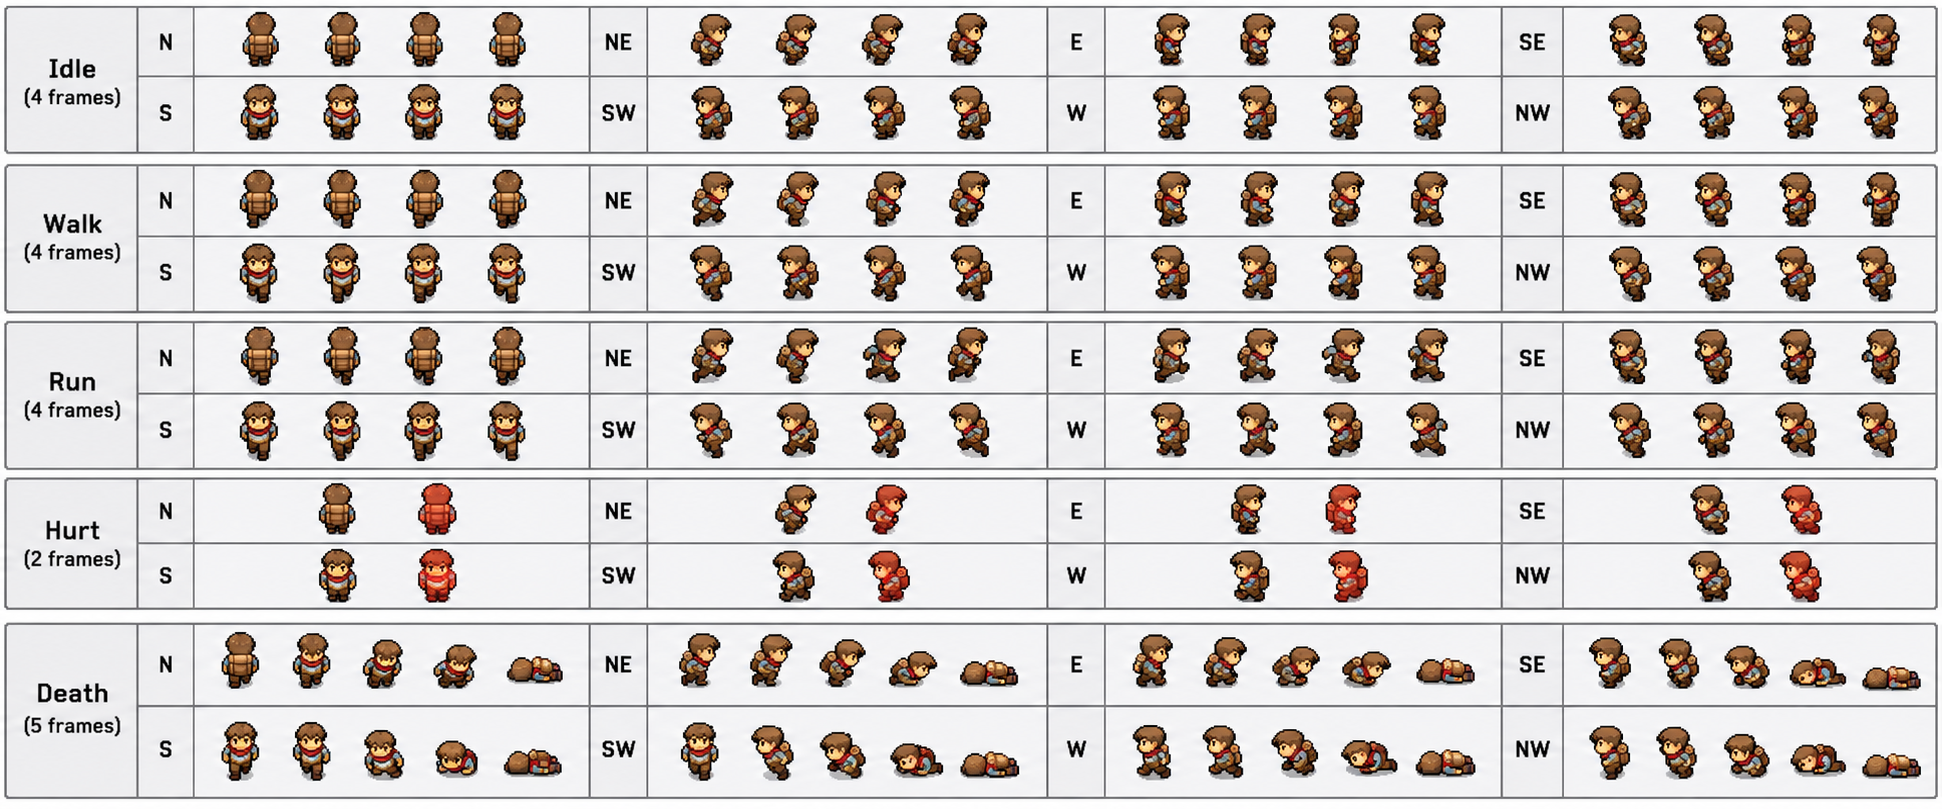 Idle
(4 frames)
N
NE
E
SE
S
SW
W
NW
Walk
(4 frames)
N
NE
E
SE
S
SW
W
NW
Run
(4 frames)
N
NE
E
SE
S
SW
W
NW
Hurt
(2 frames)
N
NE
E
SE
S
SW
W
NW
Death
(5 frames)
N
NE
E
SE
S
SW
W
NW